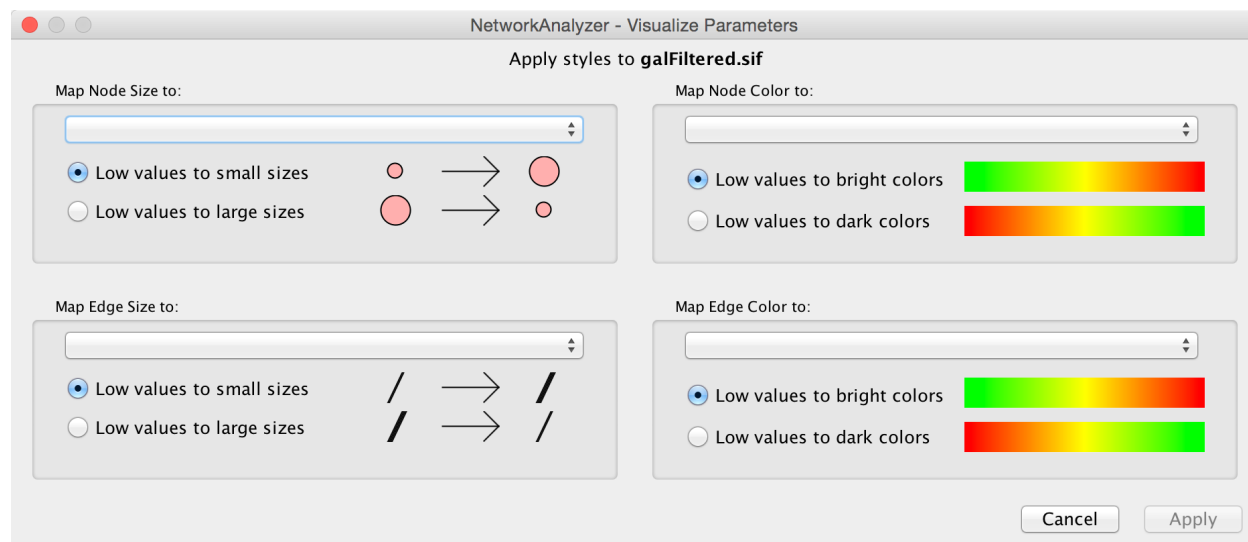 NetworkAnalyzer - Visualize Parameters
Apply styles to galFiltered.sif
Map Node Size to:
Low values to small sizes
Low values to large sizes
Map Node Color to:
Low values to bright colors
Low values to dark colors
Map Edge Size to:
Low values to small sizes
Low values to large sizes
Map Edge Color to:
Low values to bright colors
Low values to dark colors
Cancel
Apply